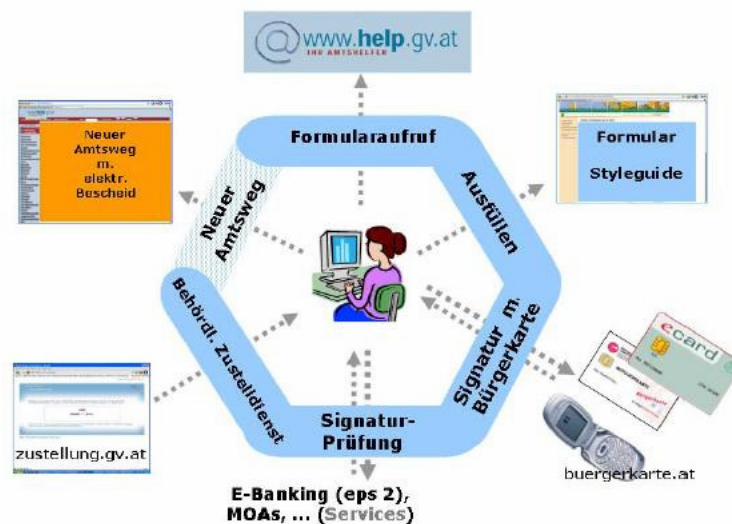 @www.help.gv.at
IHR AMTSHELFER
Neuer
Amtsweg
m.
elektr.
Bescheid
Formularaufruf
Formular
Styleguide
Neuer
Amtsweg
Ausfüllen
Behördl. Zustelldienst
Signatur m.
Bürgerkarte
ecard
zustellung.gv.at
Signatur-
Prüfung
buergerkarte.at
E-Banking (eps 2),
MOAs, ... (Services)